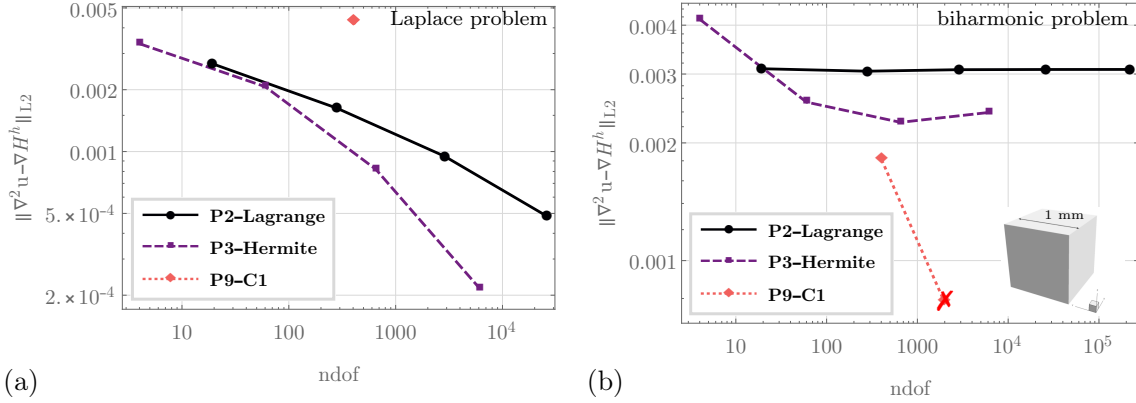 Laplace problem
0.005
0.002
0.001
5.×10⁻⁴
2.×10⁻⁴
‖∇²u-∇Hʰ‖L2
P2-Lagrange
P3-Hermite
P9-C1
10 100 1000 10⁴
ndof
(a)
biharmonic problem
0.004
0.003
0.002
0.001
‖∇²u-∇Hʰ‖L2
1 mm
P2-Lagrange
P3-Hermite
P9-C1
10 100 1000 10⁴ 10⁵
ndof
(b)